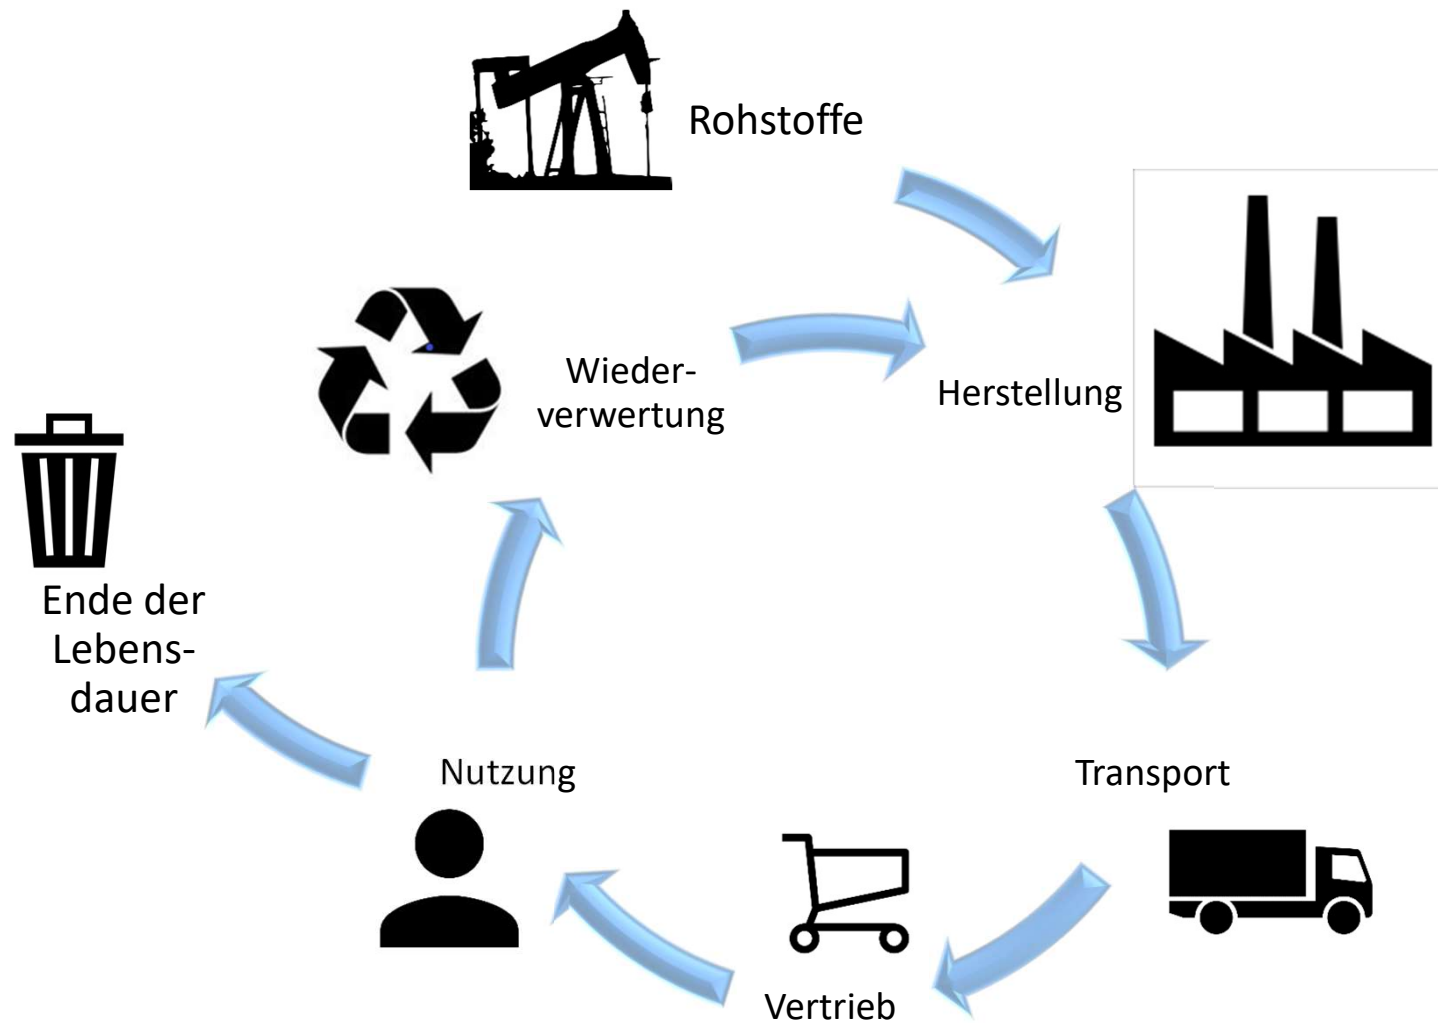 Rohstoffe
Wieder-
verwertung
Herstellung
Ende der
Lebens-
dauer
Nutzung
Transport
Vertrieb